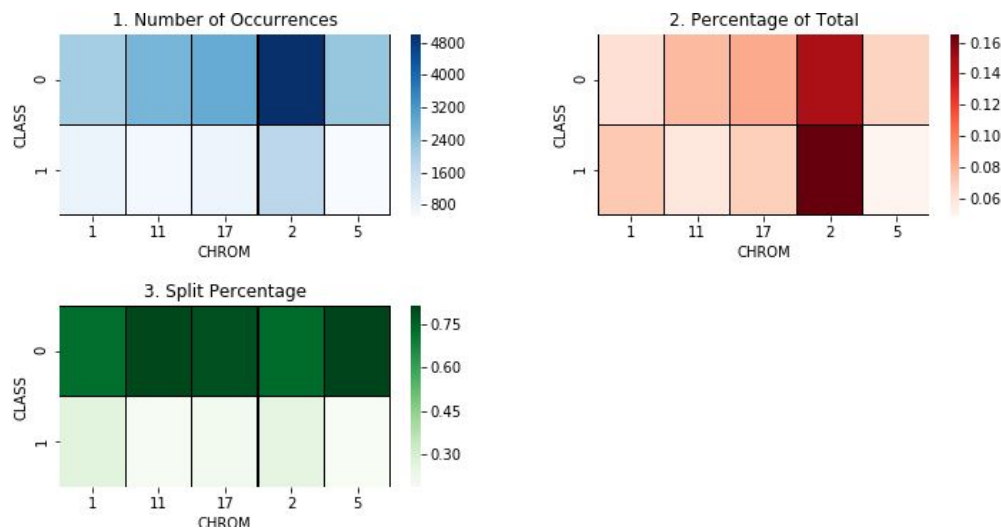 1. Number of Occurrences
CLASS
0
1
1 11 17 2 5
CHROM
4800
4000
3200
2400
1600
800
2. Percentage of Total
CLASS
0
1
1 11 17 2 5
CHROM
0.16
0.14
0.12
0.10
0.08
0.06
3. Split Percentage
CLASS
0
1
1 11 17 2 5
CHROM
0.75
0.60
0.45
0.30